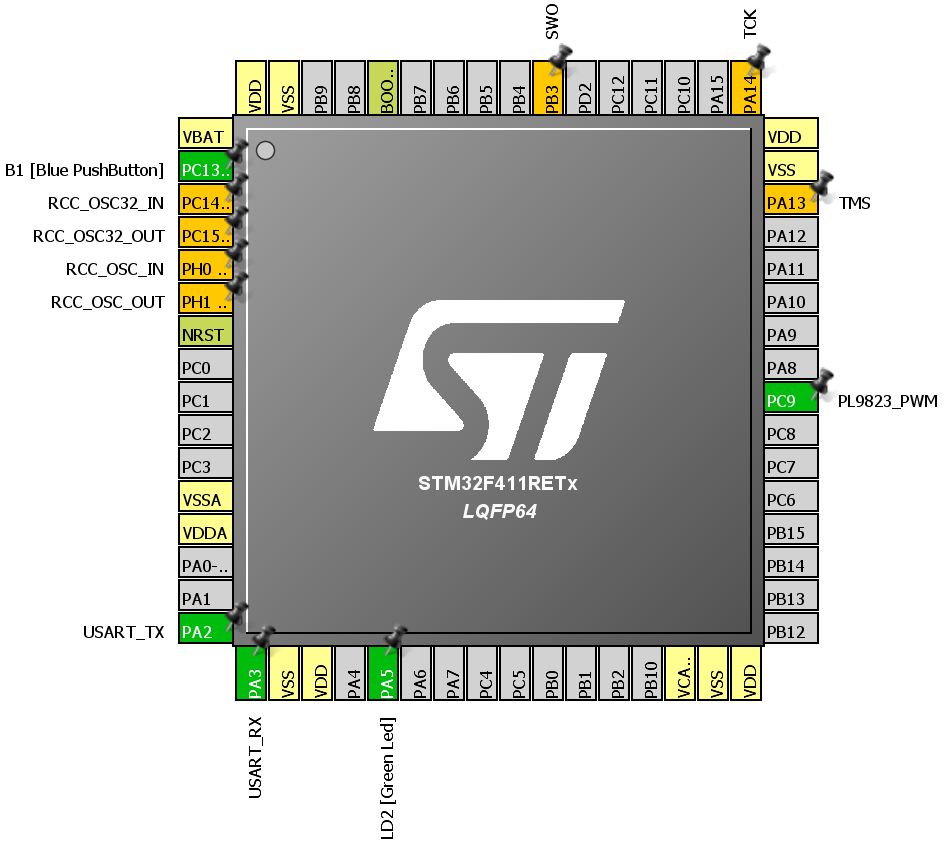 SWO
TCK
VDD
VSS
PB9
PB8
BOO..
PB7
PB6
PB5
PB4
PB3
PD2
PC12
PC11
PC10
PA15
PA14
B1 [Blue PushButton]
RCC_OSC32_IN
RCC_OSC32_OUT
RCC_OSC_IN
RCC_OSC_OUT
USART_TX
VBAT
PC13..
PC14..
PC15..
PH0 ..
PH1 ..
NRST
PC0
PC1
PC2
PC3
VSSA
VDDA
PA0-..
PA1
PA2
ST
STM32F411RETx
LQFP64
VDD
VSS
PA13
PA12
PA11
PA10
PA9
PA8
PC9
PC8
PC7
PC6
PB15
PB14
PB13
PB12
TMS
PL9823_PWM
PA3
VSS
VDD
PA4
PA5
PA6
PA7
PC4
PC5
PB0
PB1
PB2
PB10
VCA..
VSS
VDD
USART_RX
LD2 [Green Led]